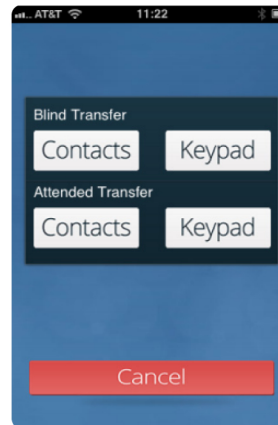 AT&T 11:22
Blind Transfer
Contacts Keypad
Attended Transfer
Contacts Keypad
Cancel